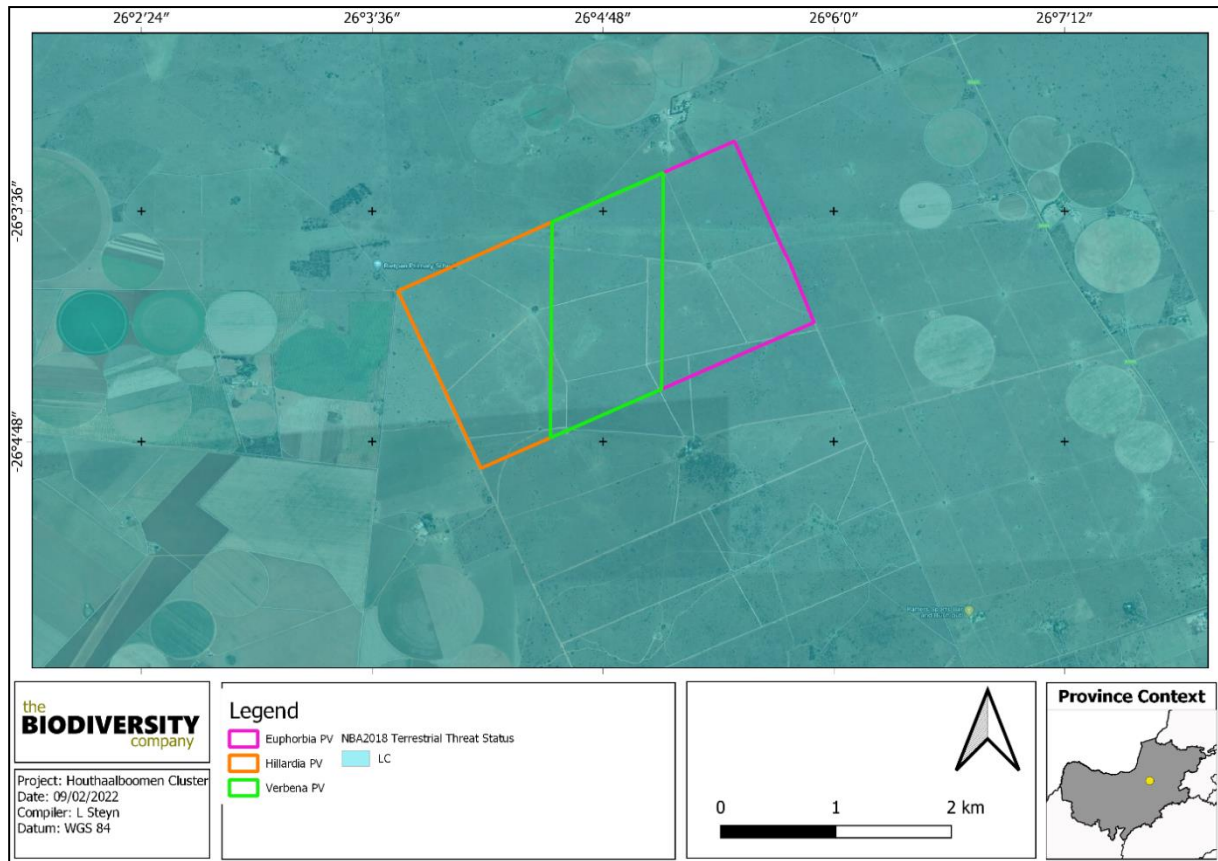 26°2′24″ 26°3′36″ 26°4′48″ 26°6′0″ 26°7′12″
-26°3′36″
-26°4′48″
the
BIODIVERSITY
company
Project: Houthaalboomen Cluster
Date: 09/02/2022
Compiler: L Steyn
Datum: WGS 84
Legend
Euphorbia PV
Hillardia PV
Verbena PV
NBA2018 Terrestrial Threat Status
LC
0 1 2 km
Province Context